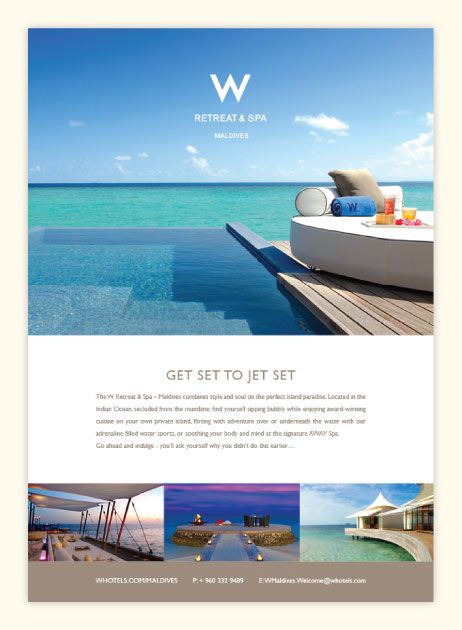 W
RETREAT & SPA
MALDIVES
W
GET SET TO JET SET
The W Retreat & Spa – Maldives combines style and soul on the perfect island paradise. Located in the
Indian Ocean, secluded from the mundane; find yourself sipping bubbly while enjoying award-winning
cuisine on your own private island, flirting with adventure over or underneath the water with our
adrenaline filled water sports, or soothing your body and mind at the signature AWAY Spa.
Go ahead and indulge - you'll ask yourself why you didn't do this earlier…
WHOTELS.COM/MALDIVES P: + 960 332 9489 E: WMaldives.Welcome@whotels.com